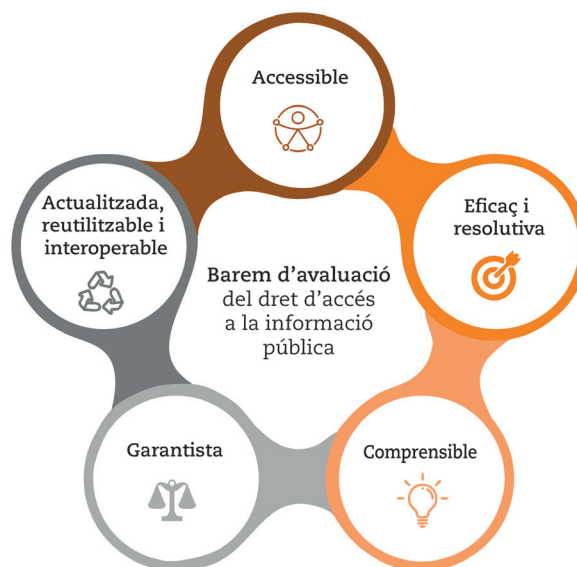 Accessible
Eficaç i
resolutiva
Comprensible
Garantista
Actualitzada,
reutilitzable i
interoperable
Barem d’avaluació
del dret d’accés
a la informació
pública